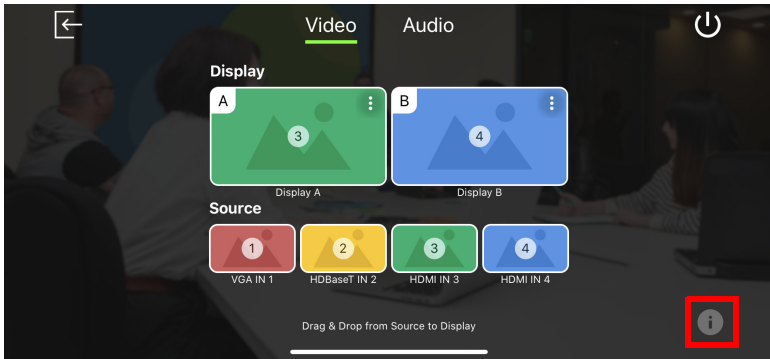 Video Audio
Display
A B
3 4
Display A Display B
Source
1 2 3 4
VGA IN 1 HDBaseT IN 2 HDMI IN 3 HDMI IN 4
Drag & Drop from Source to Display
i